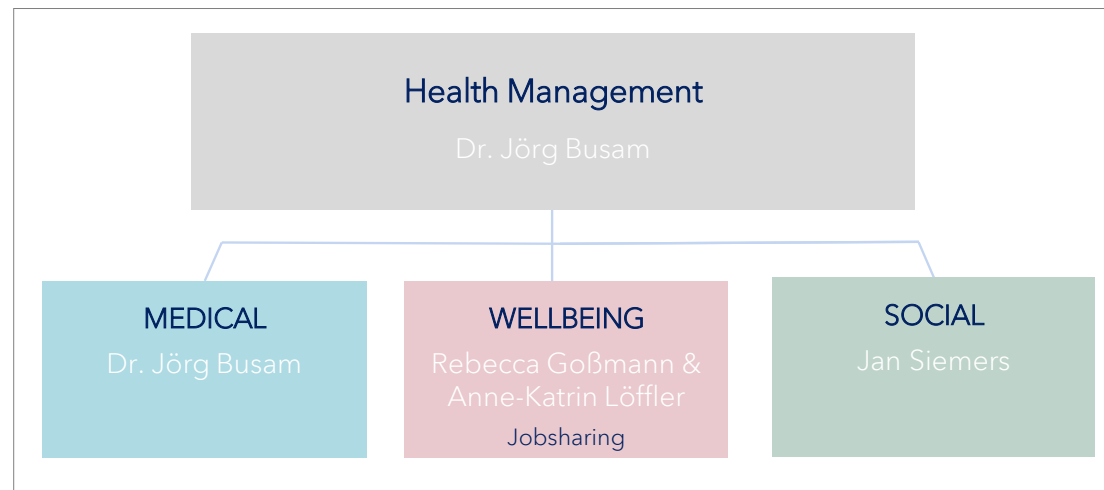 Health Management
Dr. Jörg Busam
MEDICAL
Dr. Jörg Busam
WELLBEING
Rebecca Goßmann &
Anne-Katrin Löffler
Jobsharing
SOCIAL
Jan Siemers